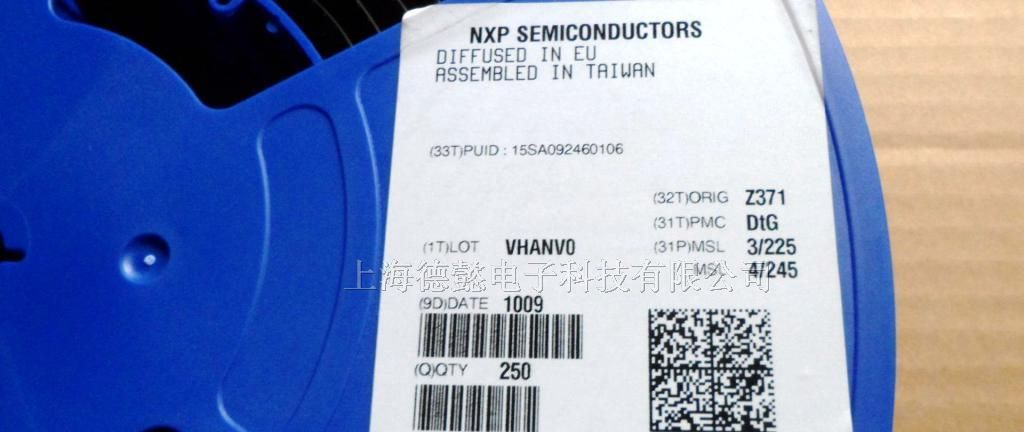 NXP SEMICONDUCTORS
DIFFUSED IN EU
ASSEMBLED IN TAIWAN
(33T)PUID : 15SA092460106
(32T)ORIG Z371
(31T)PMC DtG
(1T)LOT VHANV0 (31P)MSL 3/225
MSL 4/245
上海德懿电子科技有限公司
(9D)DATE 1009
(Q)QTY 250